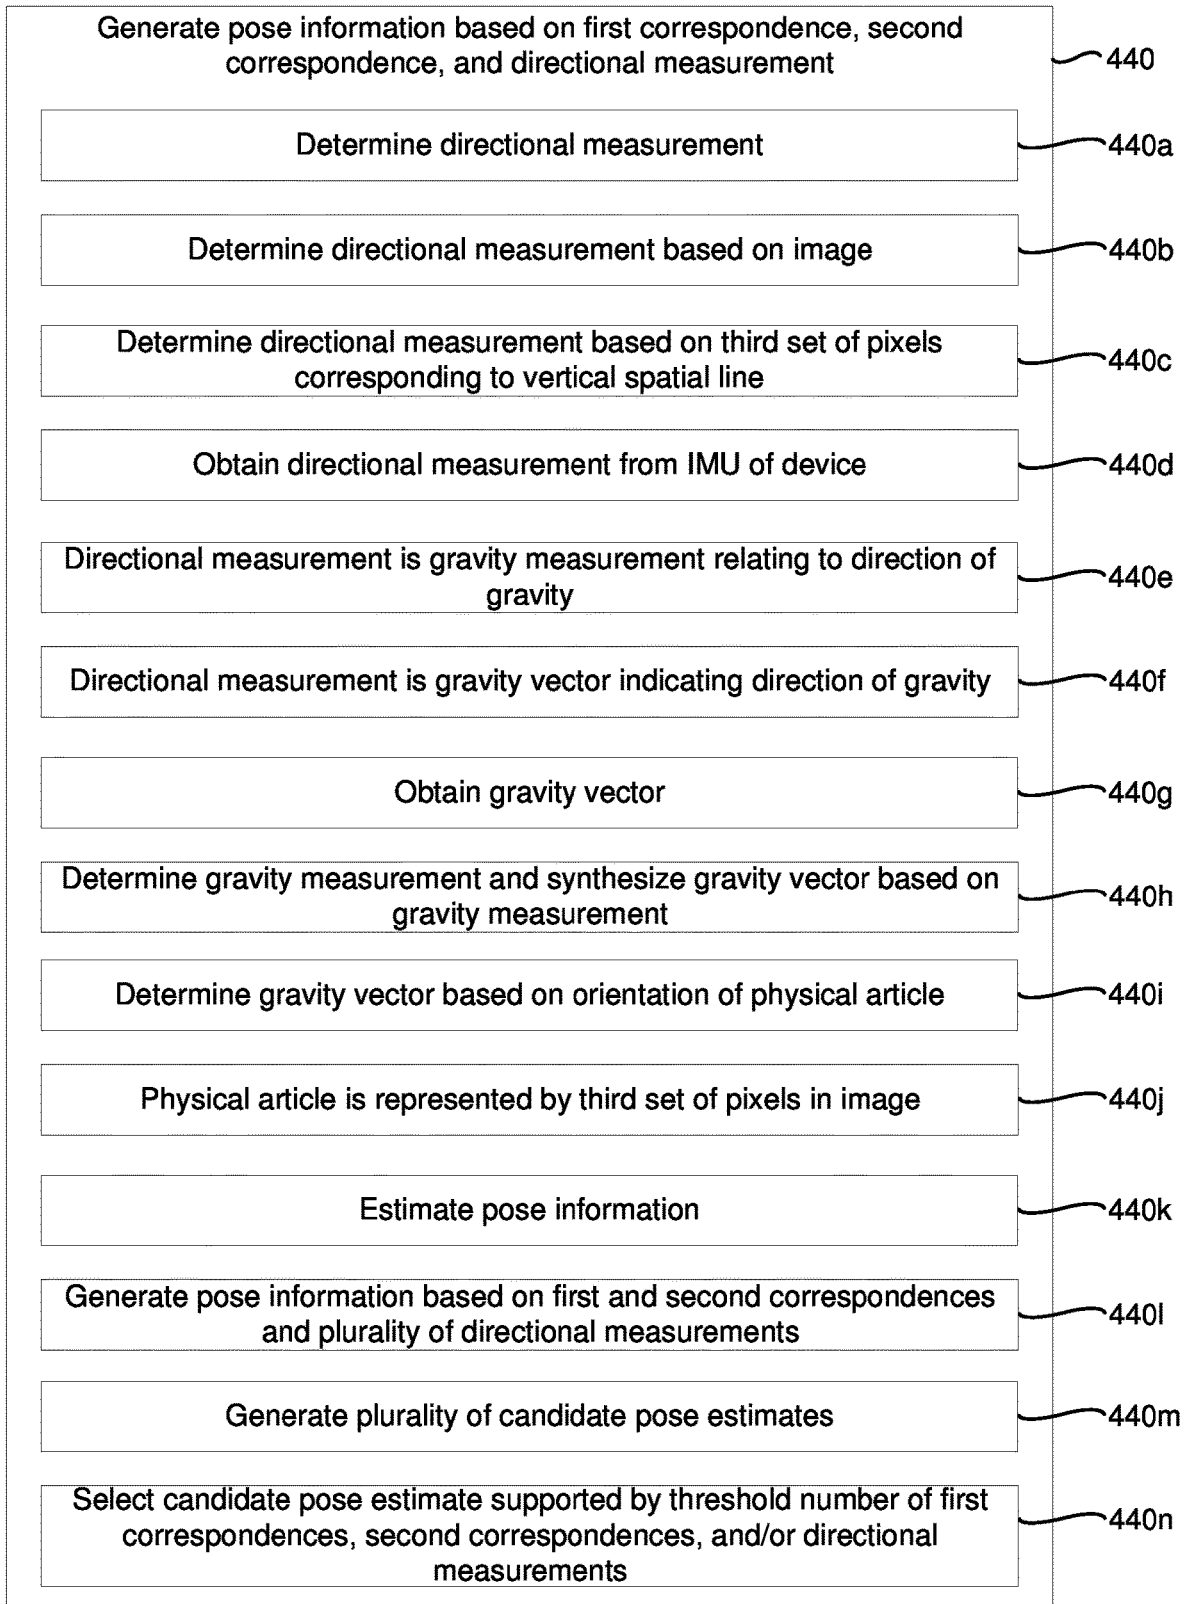 Generate pose information based on first correspondence, second
correspondence, and directional measurement
440
Determine directional measurement
440a
Determine directional measurement based on image
440b
Determine directional measurement based on third set of pixels
corresponding to vertical spatial line
440c
Obtain directional measurement from IMU of device
440d
Directional measurement is gravity measurement relating to direction of
gravity
440e
Directional measurement is gravity vector indicating direction of gravity
440f
Obtain gravity vector
440g
Determine gravity measurement and synthesize gravity vector based on
gravity measurement
440h
Determine gravity vector based on orientation of physical article
440i
Physical article is represented by third set of pixels in image
440j
Estimate pose information
440k
Generate pose information based on first and second correspondences
and plurality of directional measurements
440l
Generate plurality of candidate pose estimates
440m
Select candidate pose estimate supported by threshold number of first
correspondences, second correspondences, and/or directional
measurements
440n